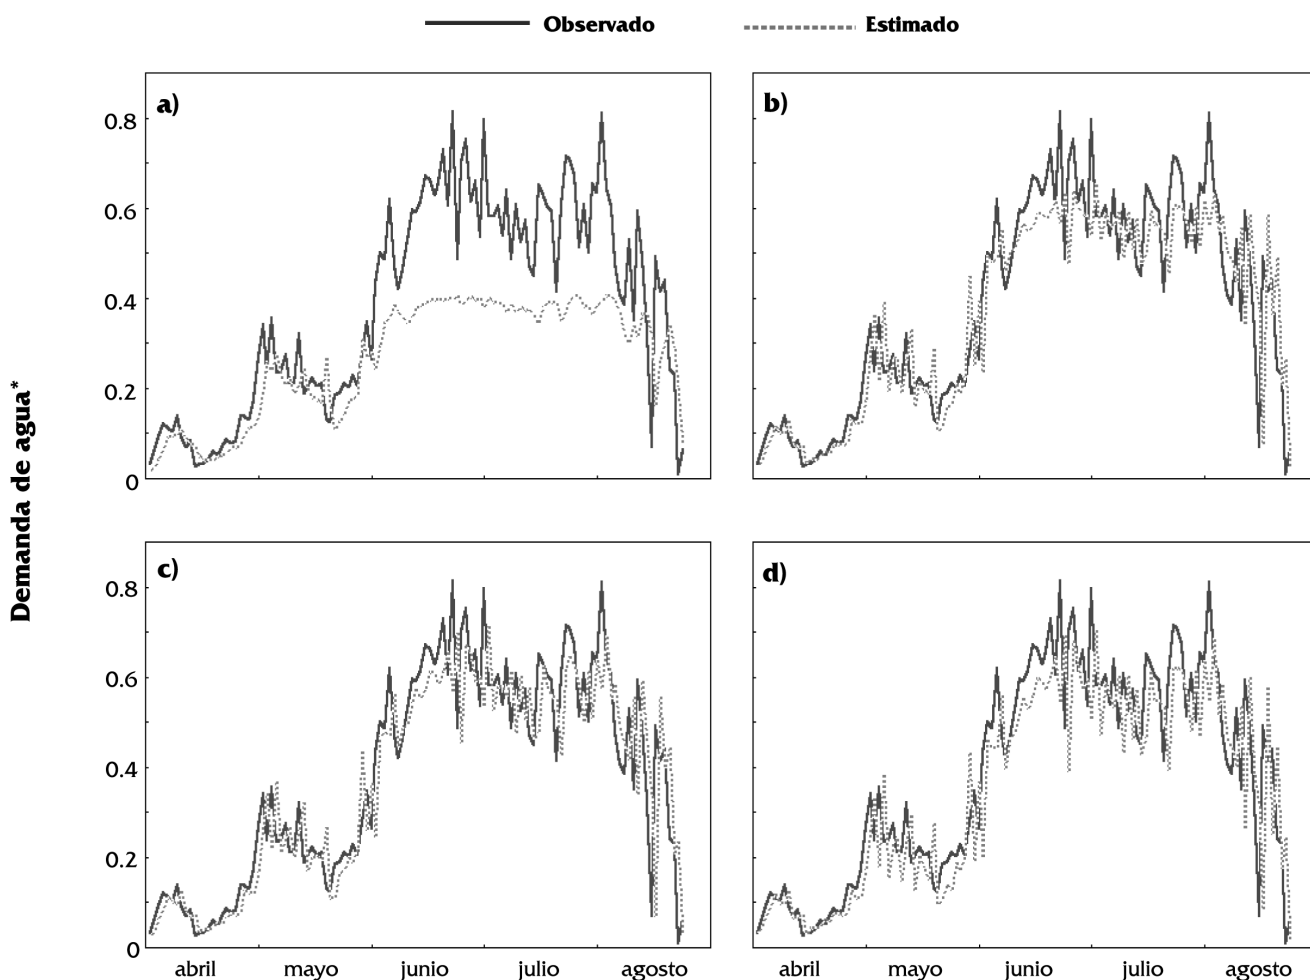 Observado Estimado
a) b)
0.8
0.6
0.4
0.2
0
Demanda de agua*
c) d)
0.8
0.6
0.4
0.2
0
abril mayo junio julio agosto abril mayo junio julio agosto